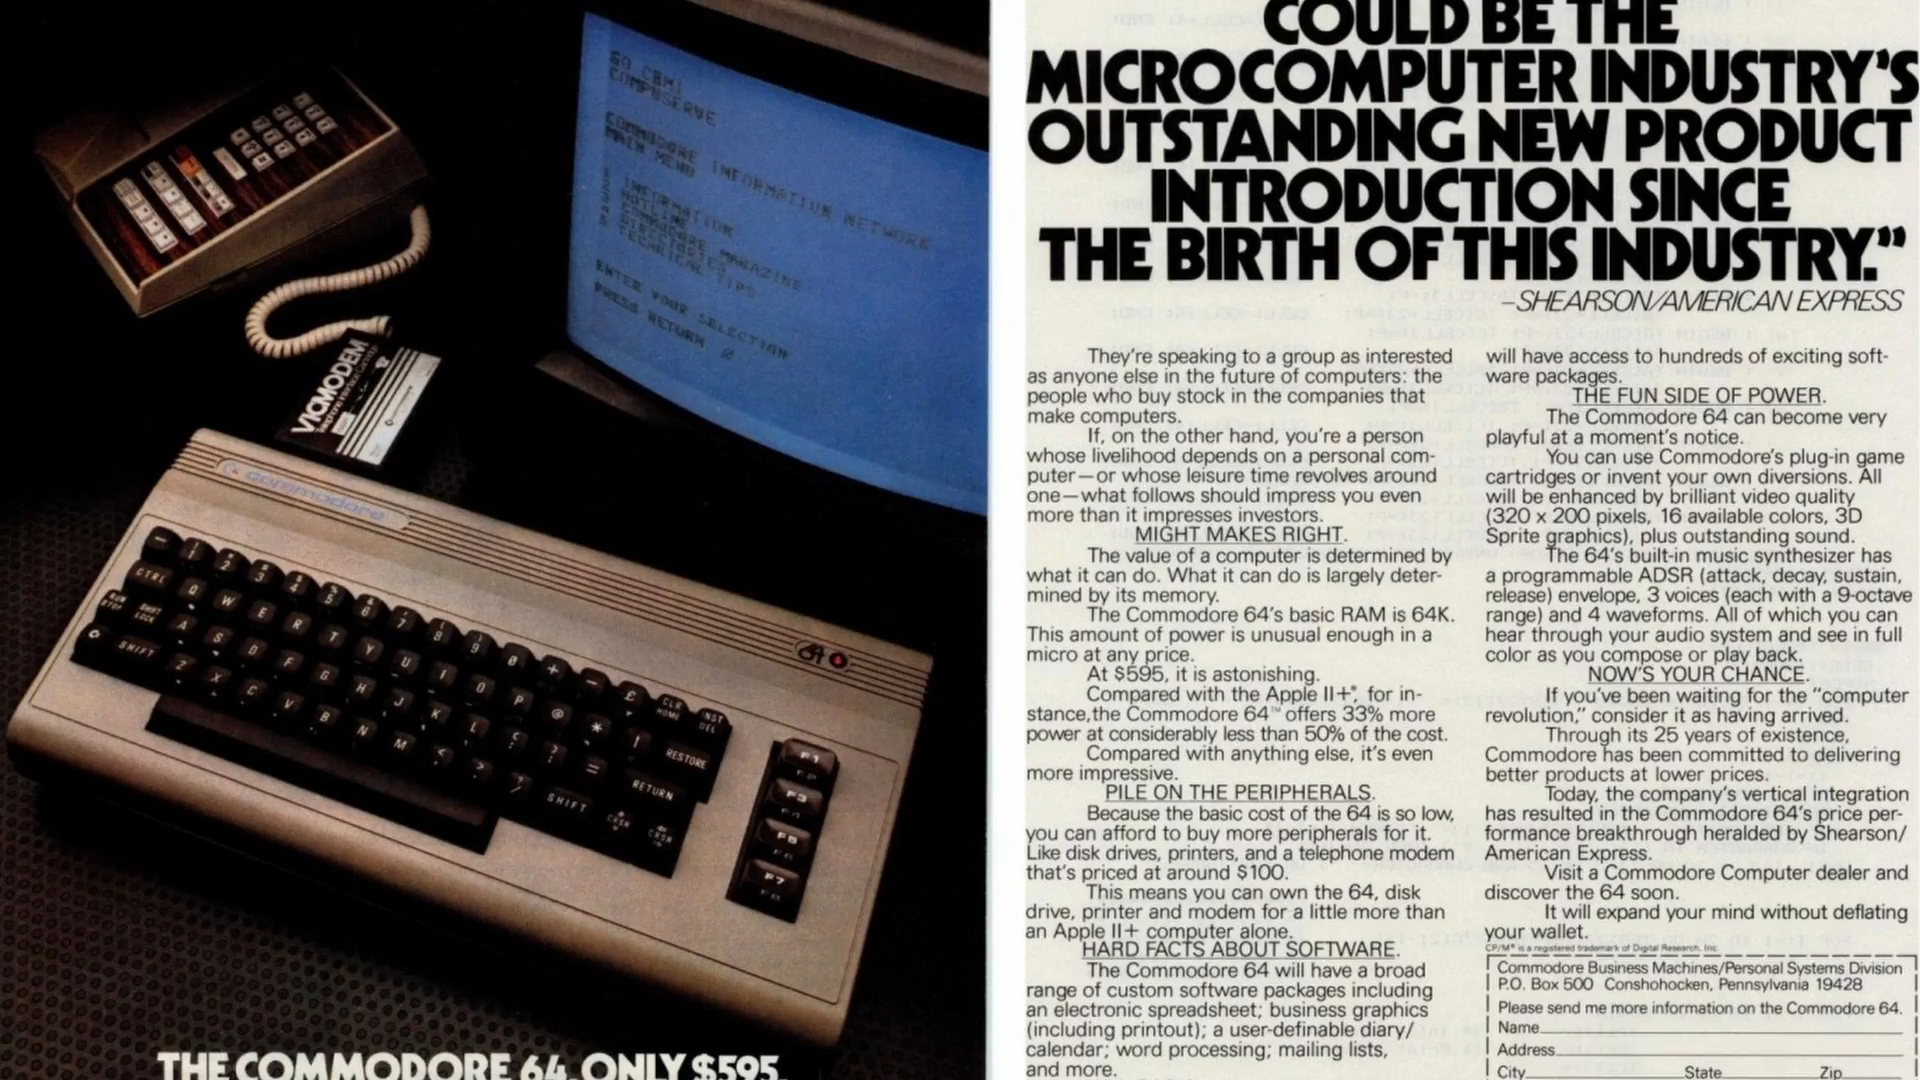 GO CBM1
COMPUSERVE
COMMODORE INFORMATION NETWORK
MAIN MENU
INFORMATION
HOTLINE
COMMODORE MAGAZINE
DIRECTORIES
TECHNICAL TIPS
ENTER YOUR SELECTION
PRESS RETURN
VICMODEM
commodore
64
CTRL
Q W E R T Y U I O P @ *
RESTORE
RUN STOP
SHIFT LOCK
A S D F G H J K L
RETURN
SHIFT
Z X C V B N M
SHIFT
CRSR
CRSR
CLR HOME
INST DEL
F1
F3
F5
F7
THE COMMODORE 64. ONLY $595.
COULD BE THE
MICROCOMPUTER INDUSTRY'S
OUTSTANDING NEW PRODUCT
INTRODUCTION SINCE
THE BIRTH OF THIS INDUSTRY."
–SHEARSON/AMERICAN EXPRESS
They're speaking to a group as interested
as anyone else in the future of computers: the
people who buy stock in the companies that
make computers.
If, on the other hand, you're a person
whose livelihood depends on a personal com-
puter—or whose leisure time revolves around
one—what follows should impress you even
more than it impresses investors.
MIGHT MAKES RIGHT.
The value of a computer is determined by
what it can do. What it can do is largely deter-
mined by its memory.
The Commodore 64's basic RAM is 64K.
This amount of power is unusual enough in a
micro at any price.
At $595, it is astonishing.
Compared with the Apple II+®, for in-
stance, the Commodore 64™ offers 33% more
power at considerably less than 50% of the cost.
Compared with anything else, it's even
more impressive.
PILE ON THE PERIPHERALS.
Because the basic cost of the 64 is so low,
you can afford to buy more peripherals for it.
Like disk drives, printers, and a telephone modem
that's priced at around $100.
This means you can own the 64, disk
drive, printer and modem for a little more than
an Apple II+ computer alone.
HARD FACTS ABOUT SOFTWARE.
The Commodore 64 will have a broad
range of custom software packages including
an electronic spreadsheet; business graphics
(including printout); a user-definable diary/
calendar; word processing; mailing lists,
and more.
will have access to hundreds of exciting soft-
ware packages.
THE FUN SIDE OF POWER.
The Commodore 64 can become very
playful at a moment's notice.
You can use Commodore's plug-in game
cartridges or invent your own diversions. All
will be enhanced by brilliant video quality
(320 x 200 pixels, 16 available colors, 3D
Sprite graphics), plus outstanding sound.
The 64's built-in music synthesizer has
a programmable ADSR (attack, decay, sustain,
release) envelope, 3 voices (each with a 9-octave
range) and 4 waveforms. All of which you can
hear through your audio system and see in full
color as you compose or play back.
NOW'S YOUR CHANCE.
If you've been waiting for the "computer
revolution," consider it as having arrived.
Through its 25 years of existence,
Commodore has been committed to delivering
better products at lower prices.
Today, the company's vertical integration
has resulted in the Commodore 64's price per-
formance breakthrough heralded by Shearson/
American Express.
Visit a Commodore Computer dealer and
discover the 64 soon.
It will expand your mind without deflating
your wallet.
CP/M® is a registered trademark of Digital Research, Inc.
Commodore Business Machines/Personal Systems Division
P.O. Box 500 Conshohocken, Pennsylvania 19428
Please send me more information on the Commodore 64.
Name
Address
City State Zip